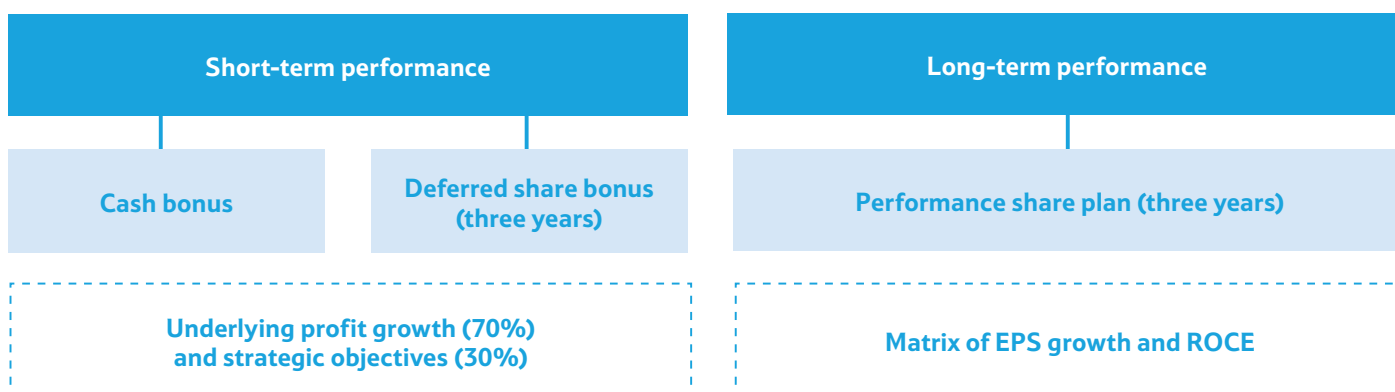 Short-term performance
Long-term performance
Cash bonus
Deferred share bonus
(three years)
Performance share plan (three years)
Underlying profit growth (70%)
and strategic objectives (30%)
Matrix of EPS growth and ROCE